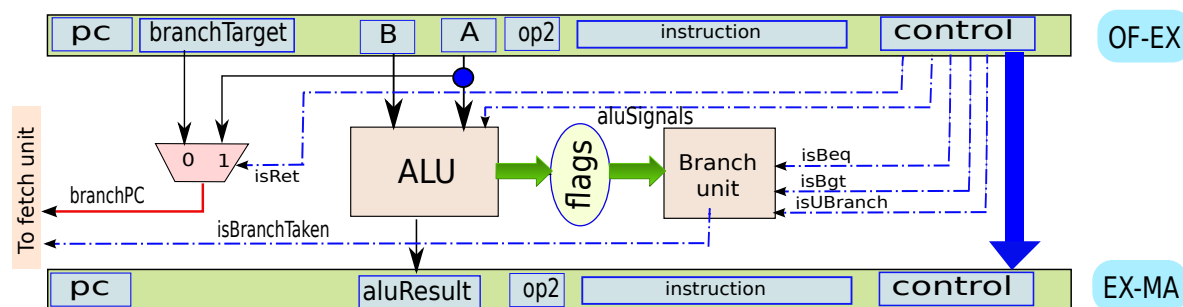 pc
branchTarget
B
A
op2
instruction
control
OF-EX
aluSignals
0 1
isRet
ALU
flags
Branch
unit
isBeq
isBgt
isUBranch
To fetch unit
branchPC
isBranchTaken
pc
aluResult
op2
instruction
control
EX-MA